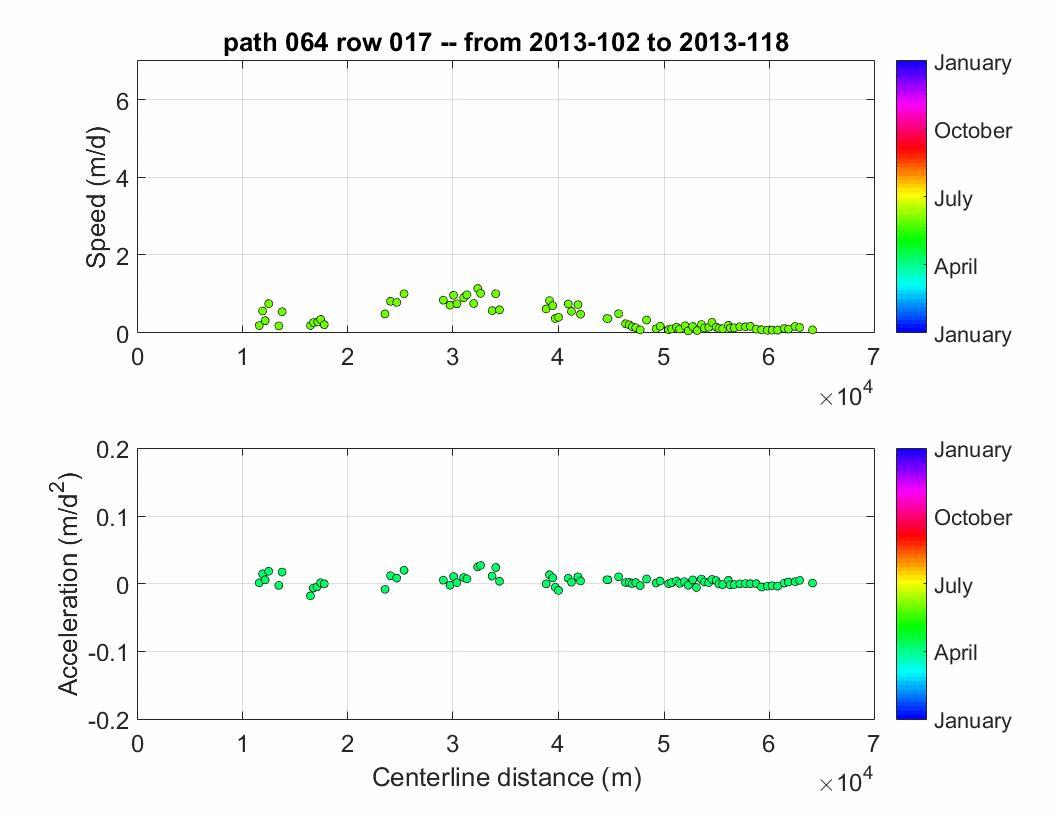 path 064 row 017 -- from 2013-102 to 2013-118
Speed (m/d)
6
4
2
0
0 1 2 3 4 5 6 7
×10^4
January
October
July
April
January
Acceleration (m/d^2)
0.2
0.1
0
-0.1
-0.2
0 1 2 3 4 5 6 7
Centerline distance (m)
×10^4
January
October
July
April
January